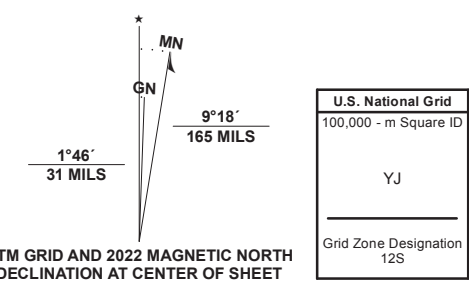 ★
MN
GN
9°18´
165 MILS
1°46´
31 MILS
TM GRID AND 2022 MAGNETIC NORTH
DECLINATION AT CENTER OF SHEET
U.S. National Grid
100,000 - m Square ID
YJ
Grid Zone Designation
12S